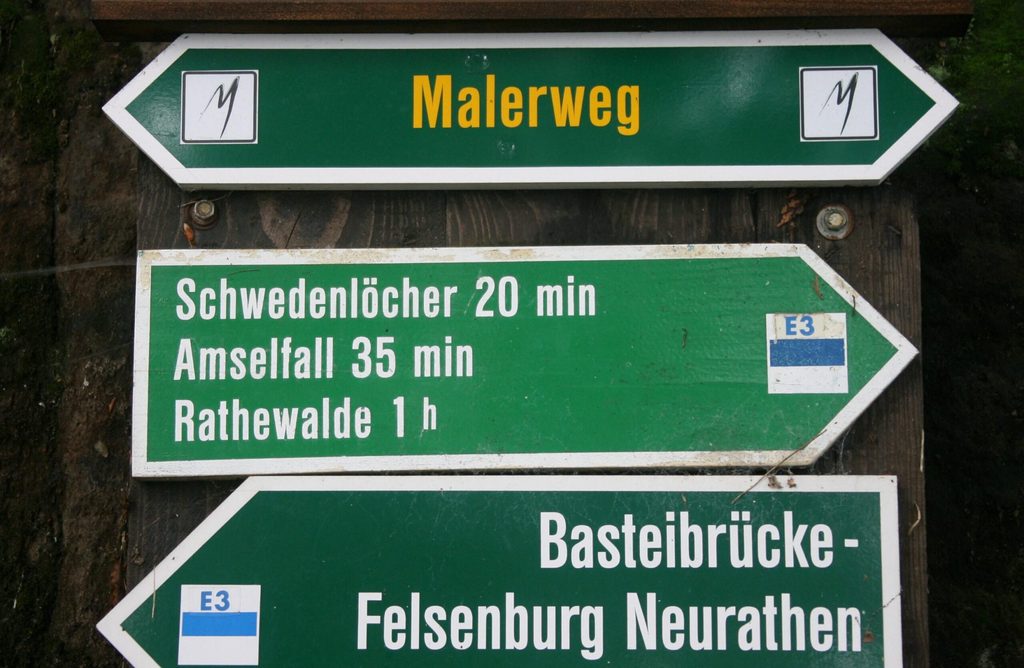 Malerweg
Schwedenlöcher 20 min
Amselfall 35 min
Rathewalde 1 h
E3
Basteibrücke-
E3
Felsenburg Neurathen